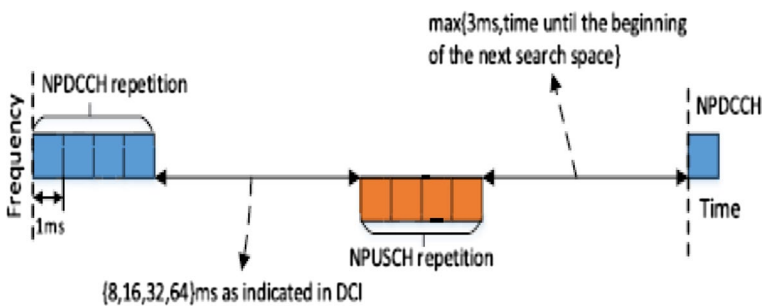 max{3ms,time until the beginning
of the next search space}
NPDCCH repetition
NPDCCH
Frequency
1ms
Time
NPUSCH repetition
{8,16,32,64}ms as indicated in DCI